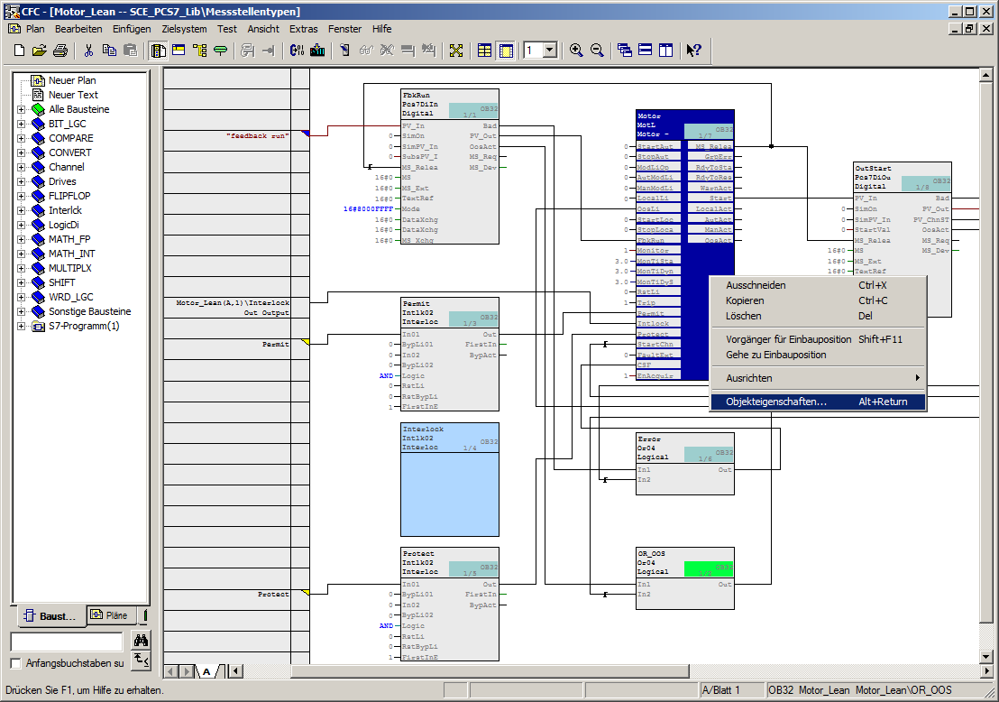 CFC - [Motor_Lean -- SCE_PCS7_Lib\Messstellentypen]
Plan Bearbeiten Einfügen Zielsystem Test Ansicht Extras Fenster Hilfe
1
Neuer Plan
Neuer Text
Alle Bausteine
BIT_LGC
COMPARE
CONVERT
Channel
Drives
FLIPFLOP
Interlck
LogicDi
MATH_FP
MATH_INT
MULTIPLX
SHIFT
WRD_LGC
Sonstige Bausteine
S7-Programm(1)
Baust...
Pläne
Anfangsbuchstaben su
"feedback run"
Motor_Lean(A,1)\Interlock
Out Output
Permit
Protect
FbkRun
Pcs7DiIn
Digital
OB32
1/1
PV_In Bad
0 SimOn PV_Out
0 SimPV_In OosAct
0 SubsPV_I MS_Req
MS_Relea MS_Dev
16#0 MS
16#0 MS_Ext
16#0 TextRef
16#8000FFFF Mode
16#0 DataXchg
16#0 DataXchg
16#0 MS_Xchg
Permit
Intlk02
Interloc
OB32
1/3
In01 Out
0 BypLi01 FirstIn
0 In02 BypAct
0 BypLi02
AND Logic
0 RstLi
0 RstBypLi
1 FirstInE
Interlock
Intlk02
Interloc
OB32
1/4
Protect
Intlk02
Interloc
OB32
1/5
In01 Out
0 BypLi01 FirstIn
0 In02 BypAct
0 BypLi02
AND Logic
0 RstLi
0 RstBypLi
1 FirstInE
Motor
MotL
Motor -
OB32
1/7
0 StartAut MS_Relea
0 StopAut GrpErr
0 ModLiOp RdyToSta
0 AutModLi RdyToRes
0 ManModLi WarnAct
0 LocalLi Start
OosLi LocalAct
0 StartLoc AutAct
0 StopLoca ManAct
FbkRun OosAct
1 Monitor
3.0 MonTiSta
3.0 MonTiDyn
3.0 MonTiDyS
0 RstLi
1 Trip
Permit
Intlock
Protect
StartChn
0 FaultExt
CSF
1 EnAcquir
OutStart
Pcs7DiOu
Digital
OB32
1/8
PV_In Bad
0 SimOn PV_Out
0 SimPV_In PV_ChnST
0 StartVal OosAct
MS_Relea MS_Req
16#0 MS MS_Dev
16#0 MS_Ext
16#0 TextRef
Ausschneiden Ctrl+X
Kopieren Ctrl+C
Löschen Del
Vorgänger für Einbauposition Shift+F11
Gehe zu Einbauposition
Ausrichten
Objekteigenschaften... Alt+Return
Error
Or04
Logical
OB32
1/6
In1 Out
In2
OR_OOS
Or04
Logical
OB32
1/2
In1 Out
In2
A
Drücken Sie F1, um Hilfe zu erhalten.
A/Blatt 1
OB32 Motor_Lean Motor_Lean\OR_OOS